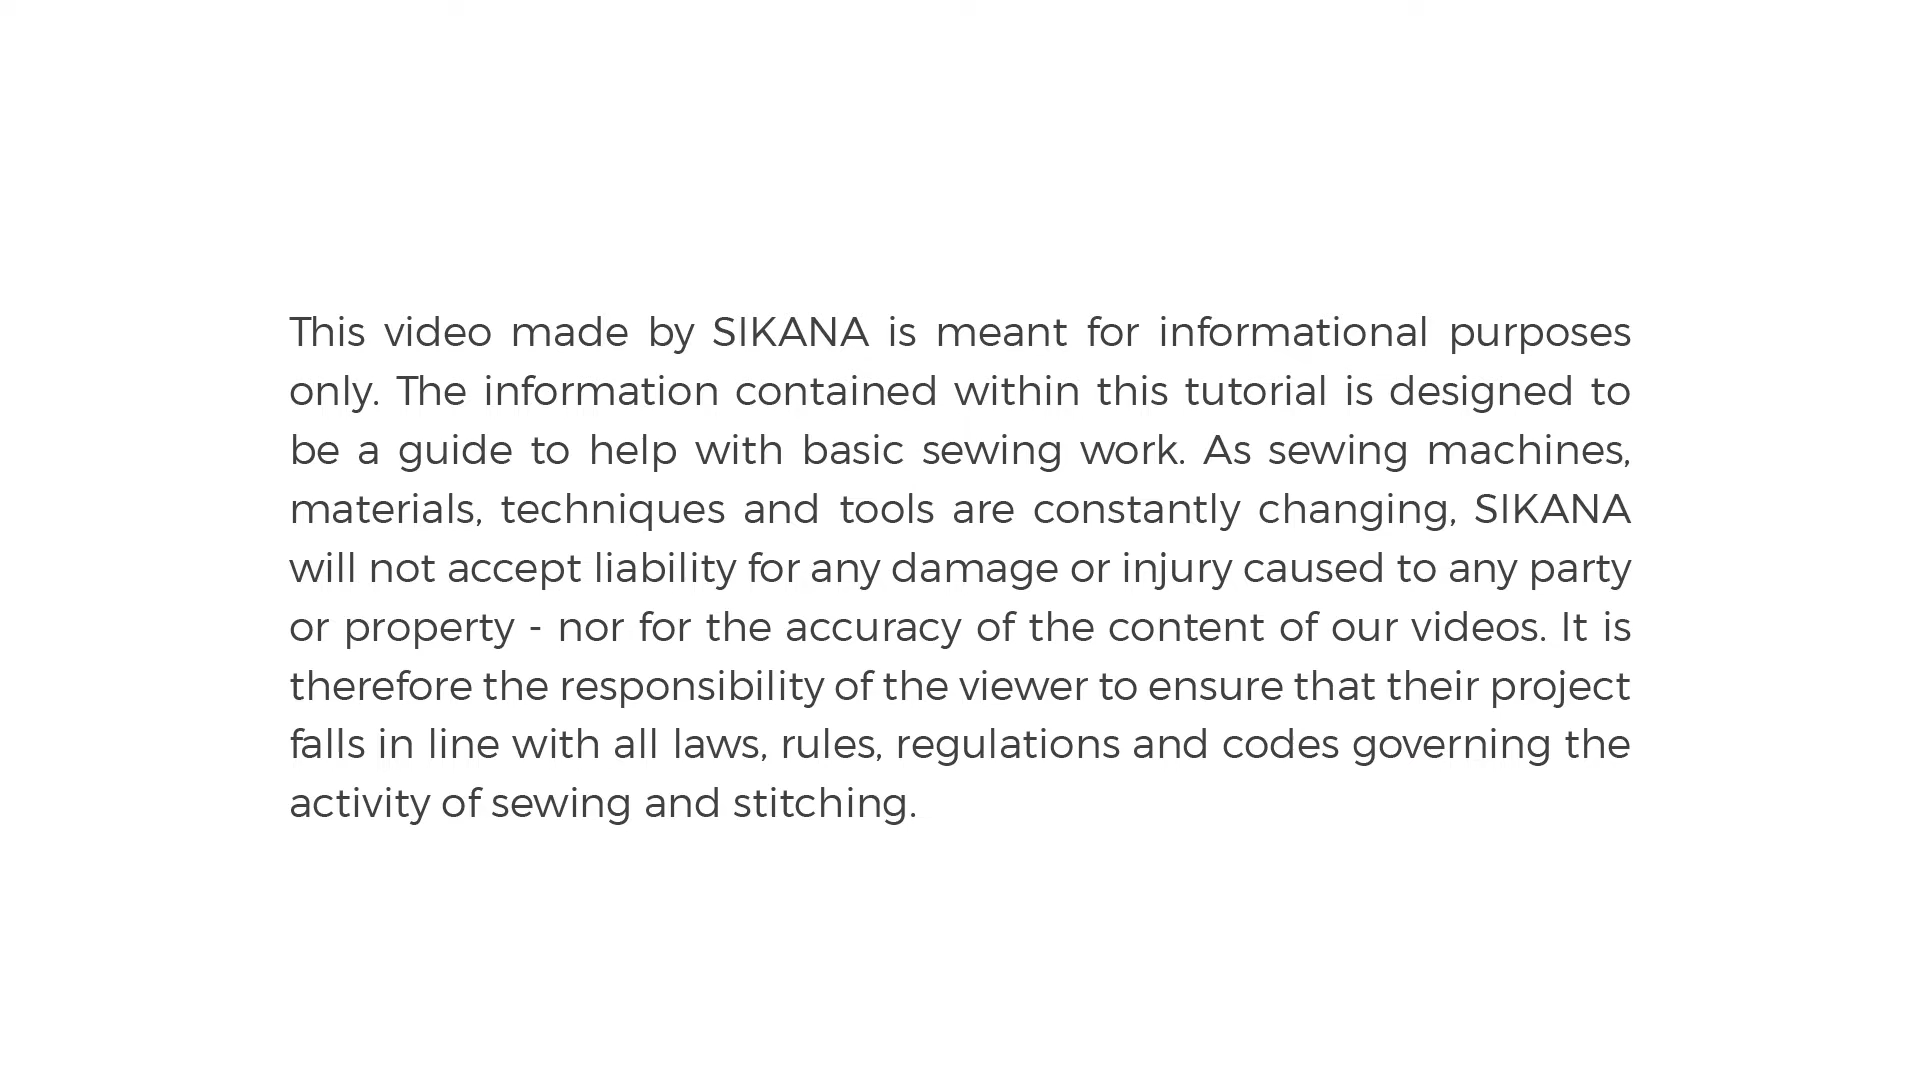 This video made by SIKANA is meant for informational purposes
only. The information contained within this tutorial is designed to
be a guide to help with basic sewing work. As sewing machines,
materials, techniques and tools are constantly changing, SIKANA
will not accept liability for any damage or injury caused to any party
or property - nor for the accuracy of the content of our videos. It is
therefore the responsibility of the viewer to ensure that their project
falls in line with all laws, rules, regulations and codes governing the
activity of sewing and stitching.